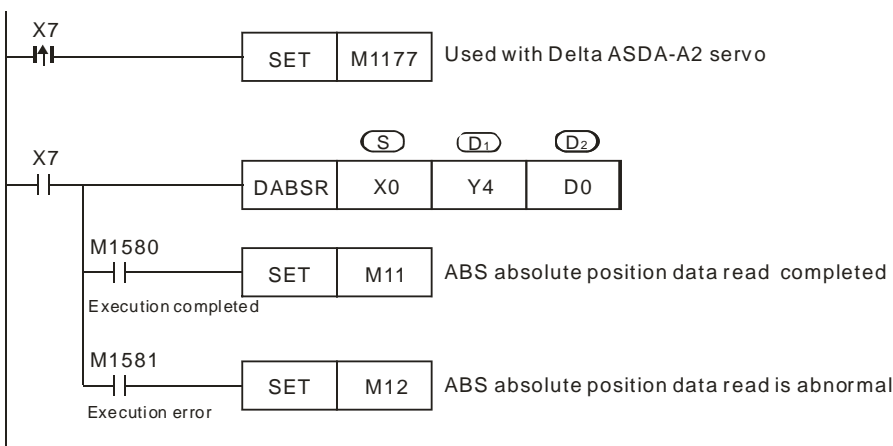 X7
SET M1177 Used with Delta ASDA-A2 servo
S D1 D2
X7
DABSR X0 Y4 D0
M1580
SET M11 ABS absolute position data read completed
Execution completed
M1581
SET M12 ABS absolute position data read is abnormal
Execution error